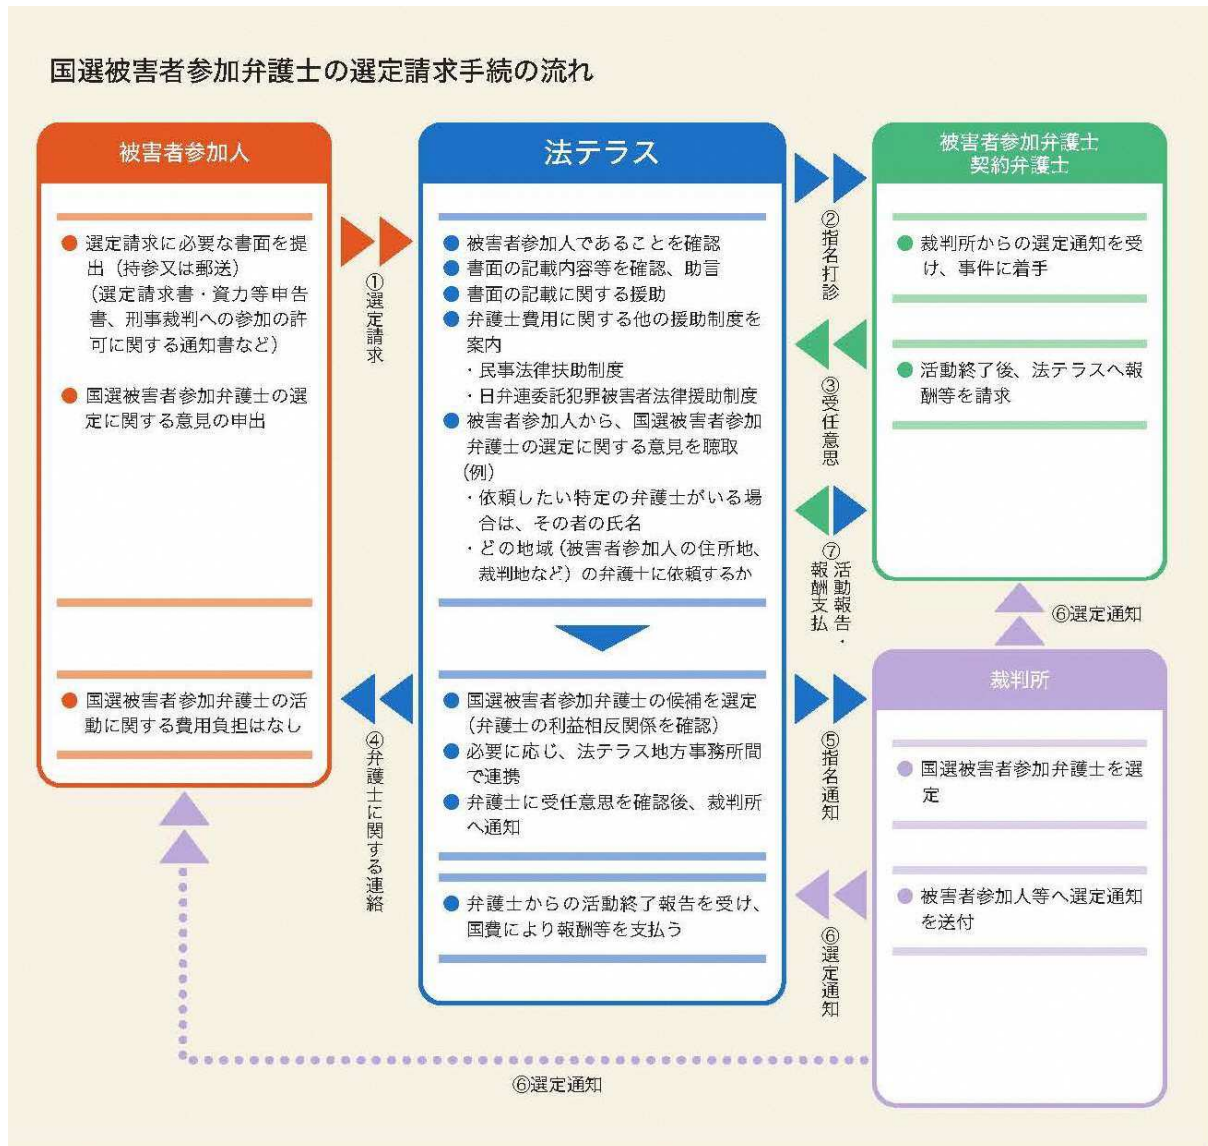 国選被害者参加弁護士の選定請求手続の流れ
被害者参加人
● 選定請求に必要な書面を提
出（持参又は郵送）
（選定請求書・資力等申告
書、刑事裁判への参加の許
可に関する通知書など）
● 国選被害者参加弁護士の選
定に関する意見の申出
● 国選被害者参加弁護士の活
動に関する費用負担はなし
①選定請求
④弁護士に関する連絡
法テラス
● 被害者参加人であることを確認
● 書面の記載内容等を確認、助言
● 書面の記載に関する援助
● 弁護士費用に関する他の援助制度を
案内
・民事法律扶助制度
・日弁連委託犯罪被害者法律援助制度
● 被害者参加人から、国選被害者参加
弁護士の選定に関する意見を聴取
（例）
・依頼したい特定の弁護士がいる場
合は、その者の氏名
・どの地域（被害者参加人の住所地、
裁判地など）の弁護士に依頼するか
● 国選被害者参加弁護士の候補を選定
（弁護士の利益相反関係を確認）
● 必要に応じ、法テラス地方事務所間
で連携
● 弁護士に受任意思を確認後、裁判所
へ通知
● 弁護士からの活動終了報告を受け、
国費により報酬等を支払う
②指名打診
③受任意思
⑦活動報告・
報酬支払
⑤指名通知
⑥選定通知
被害者参加弁護士
契約弁護士
● 裁判所からの選定通知を受
け、事件に着手
● 活動終了後、法テラスへ報
酬等を請求
⑥選定通知
裁判所
● 国選被害者参加弁護士を選
定
● 被害者参加人等へ選定通知
を送付
⑥選定通知